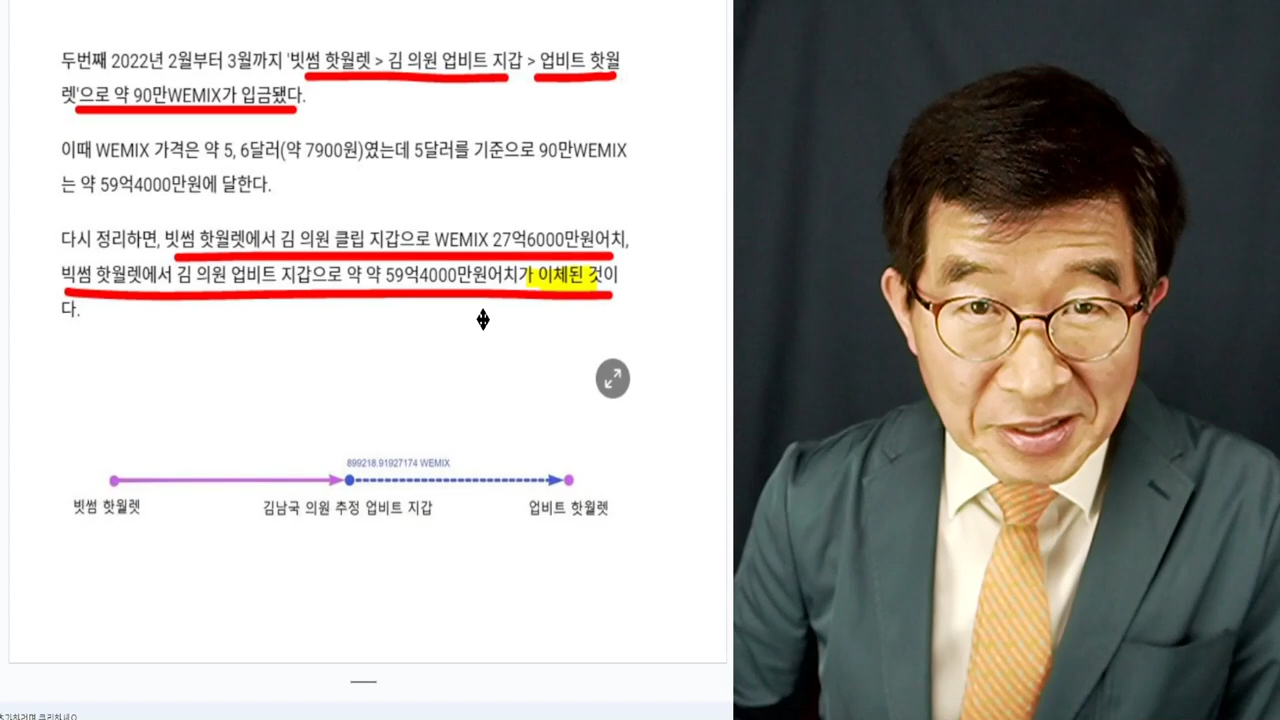 두번째 2022년 2월부터 3월까지 '빗썸 핫월렛 > 김 의원 업비트 지갑 > 업비트 핫월
렛'으로 약 90만WEMIX가 입금됐다.
이때 WEMIX 가격은 약 5, 6달러(약 7900원)였는데 5달러를 기준으로 90만WEMIX
는 약 59억4000만원에 달한다.
다시 정리하면, 빗썸 핫월렛에서 김 의원 클립 지갑으로 WEMIX 27억6000만원어치,
빅썸 핫월렛에서 김 의원 업비트 지갑으로 약 약 59억4000만원어치가 이체된 것이
다.
899218.91927174 WEMIX
빗썸 핫월렛
김남국 의원 추정 업비트 지갑
업비트 핫월렛